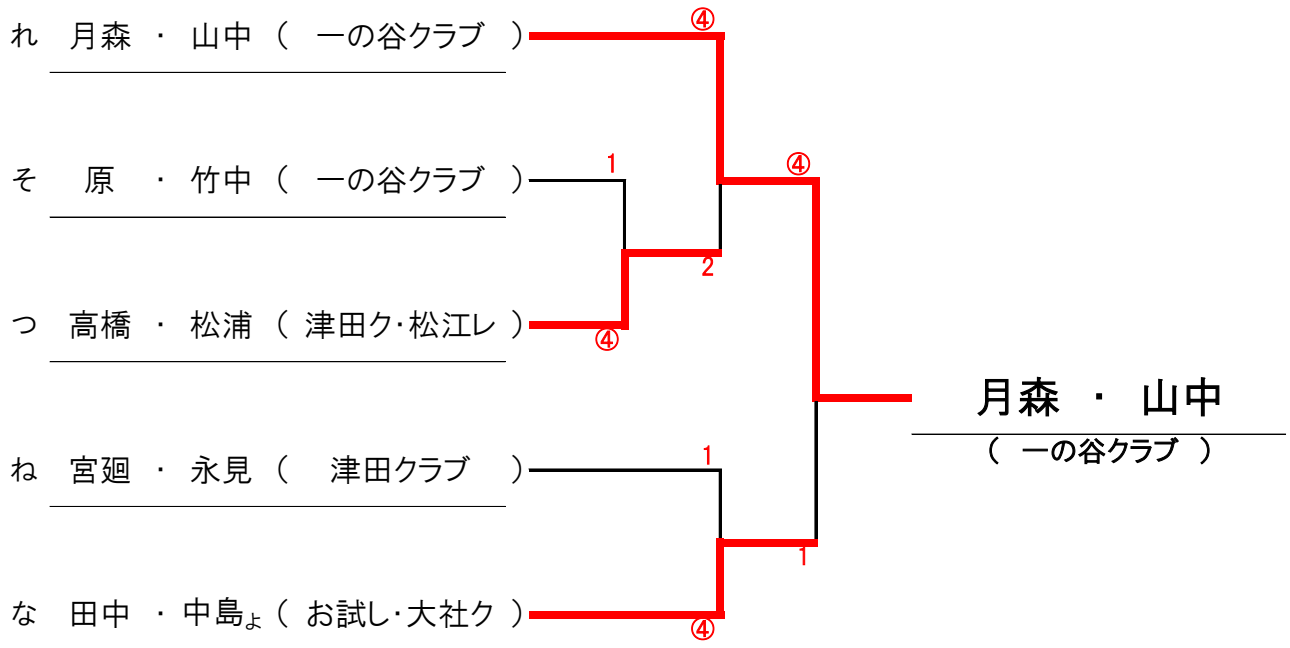 れ 月森 ・ 山中 ( 一の谷クラブ ) ④
そ 原 ・ 竹中 ( 一の谷クラブ ) 1 ④
つ 高橋 ・ 松浦 ( 津田ク・松江レ ) ④ 2
月森 ・ 山中
( 一の谷クラブ )
ね 宮廻 ・ 永見 ( 津田クラブ ) 1
1
な 田中 ・ 中島ょ ( お試し・大社ク ) ④